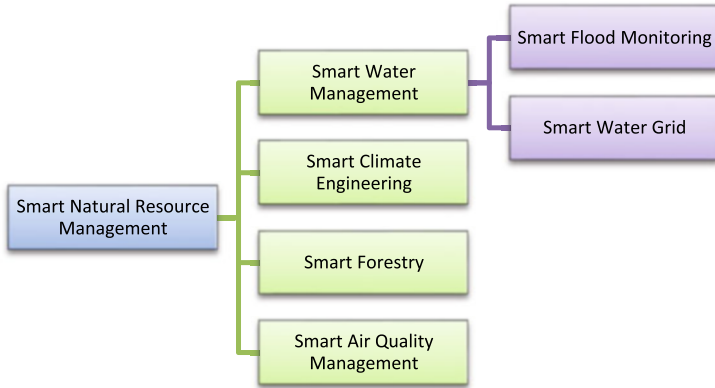 Smart Natural Resource
Management
Smart Water
Management
Smart Flood Monitoring
Smart Water Grid
Smart Climate
Engineering
Smart Forestry
Smart Air Quality
Management